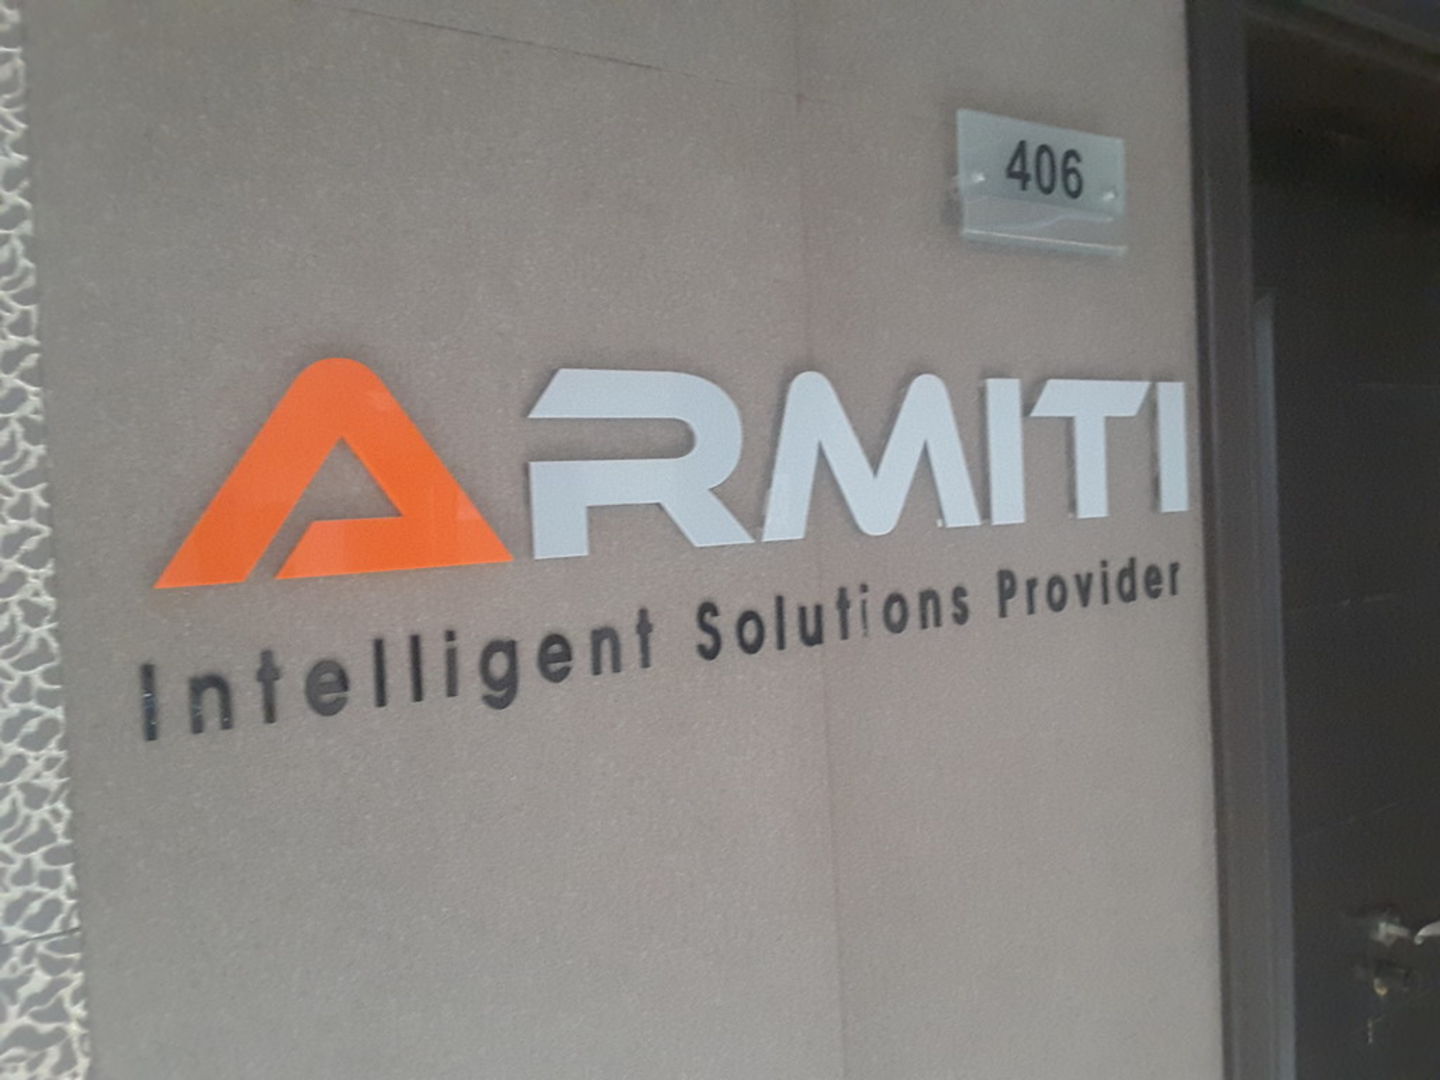 406
ARMITI
Intelligent Solutions Provider